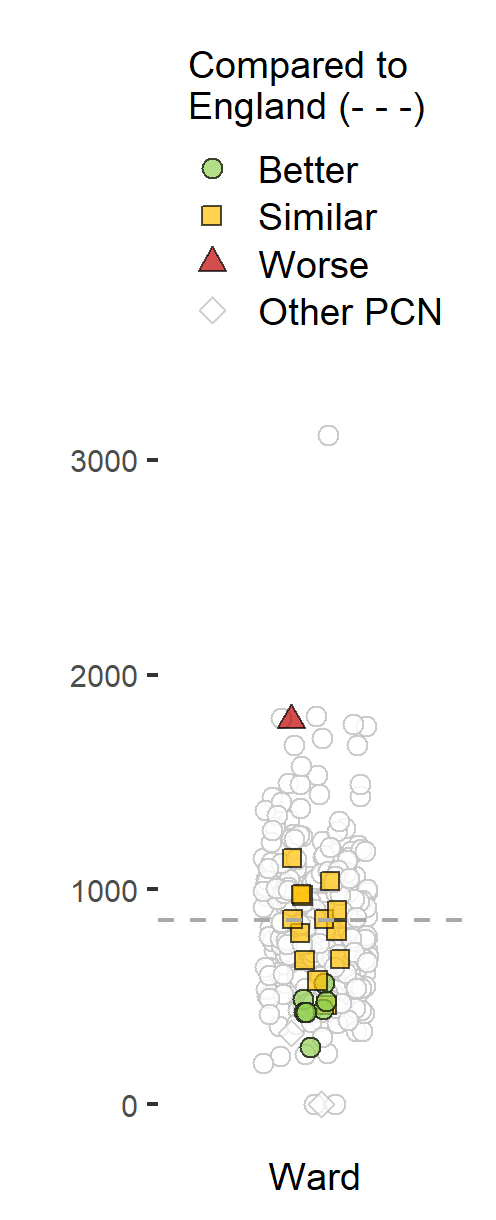 Compared to
England (- - -)
Better
Similar
Worse
Other PCN
3000
2000
1000
0
Ward